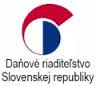 Daňové riaditeľstvo
Slovenskej republiky